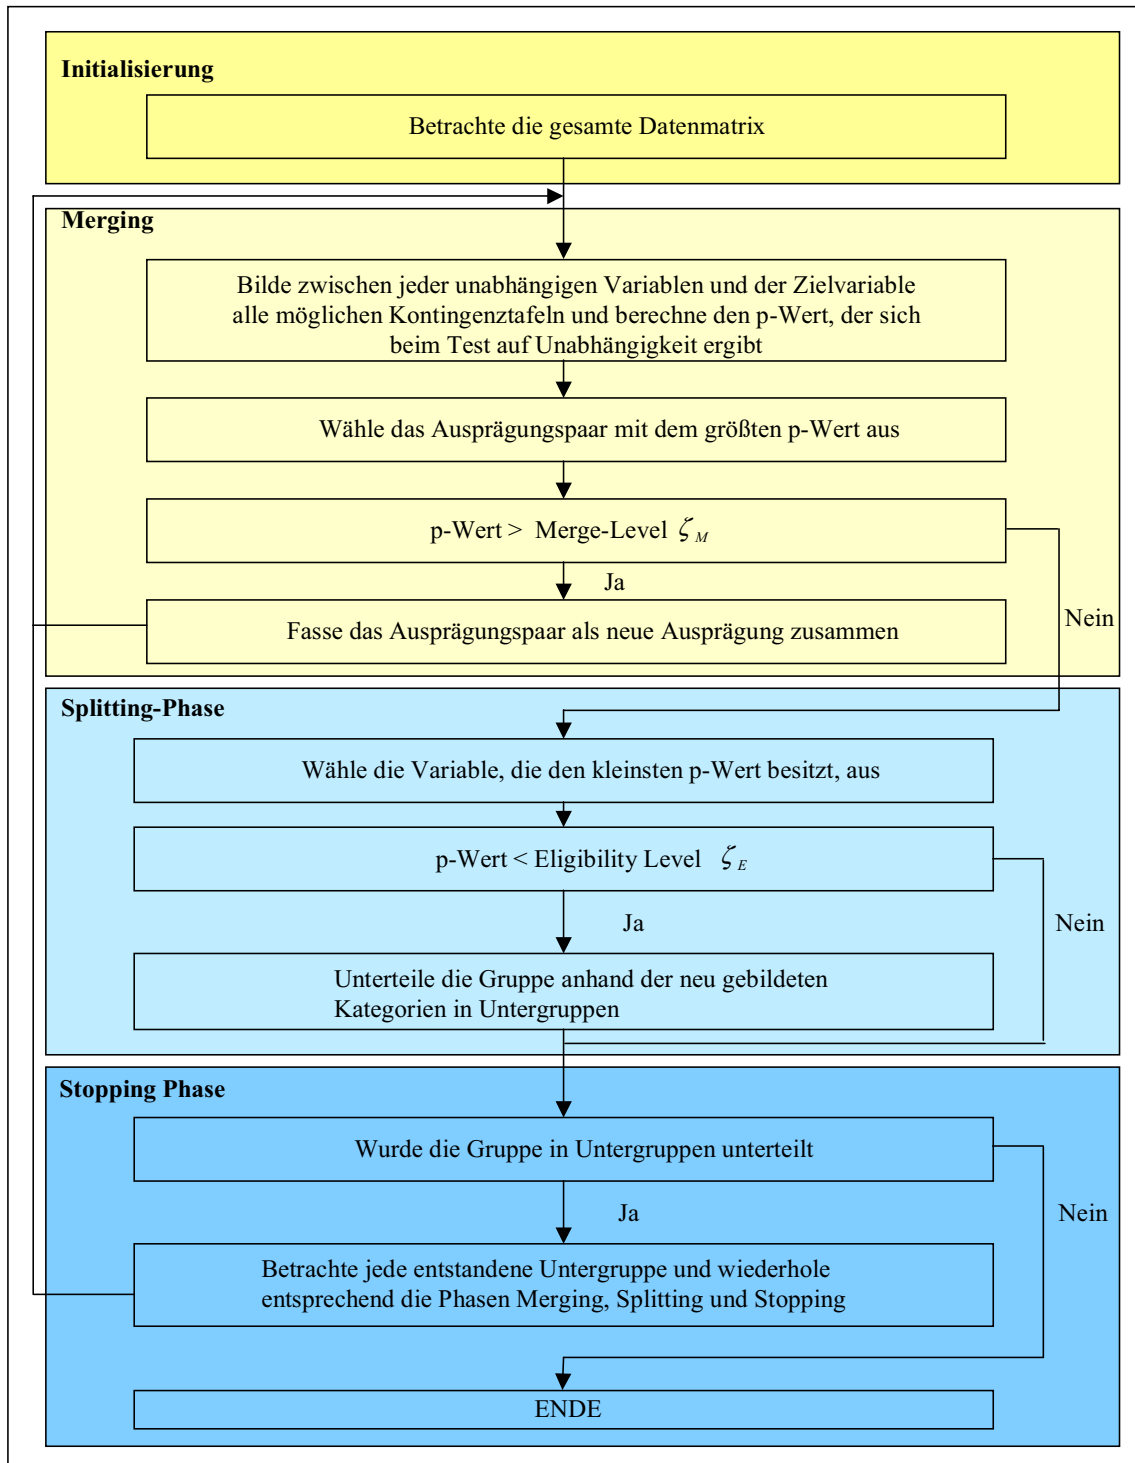 Initialisierung
Betrachte die gesamte Datenmatrix
Merging
Bilde zwischen jeder unabhängigen Variablen und der Zielvariable
alle möglichen Kontingenztafeln und berechne den p-Wert, der sich
beim Test auf Unabhängigkeit ergibt
Wähle das Ausprägungspaar mit dem größten p-Wert aus
p-Wert > Merge-Level ζ_M
Ja
Nein
Fasse das Ausprägungspaar als neue Ausprägung zusammen
Splitting-Phase
Wähle die Variable, die den kleinsten p-Wert besitzt, aus
p-Wert < Eligibility Level ζ_E
Ja
Nein
Unterteile die Gruppe anhand der neu gebildeten
Kategorien in Untergruppen
Stopping Phase
Wurde die Gruppe in Untergruppen unterteilt
Ja
Nein
Betrachte jede entstandene Untergruppe und wiederhole
entsprechend die Phasen Merging, Splitting und Stopping
ENDE